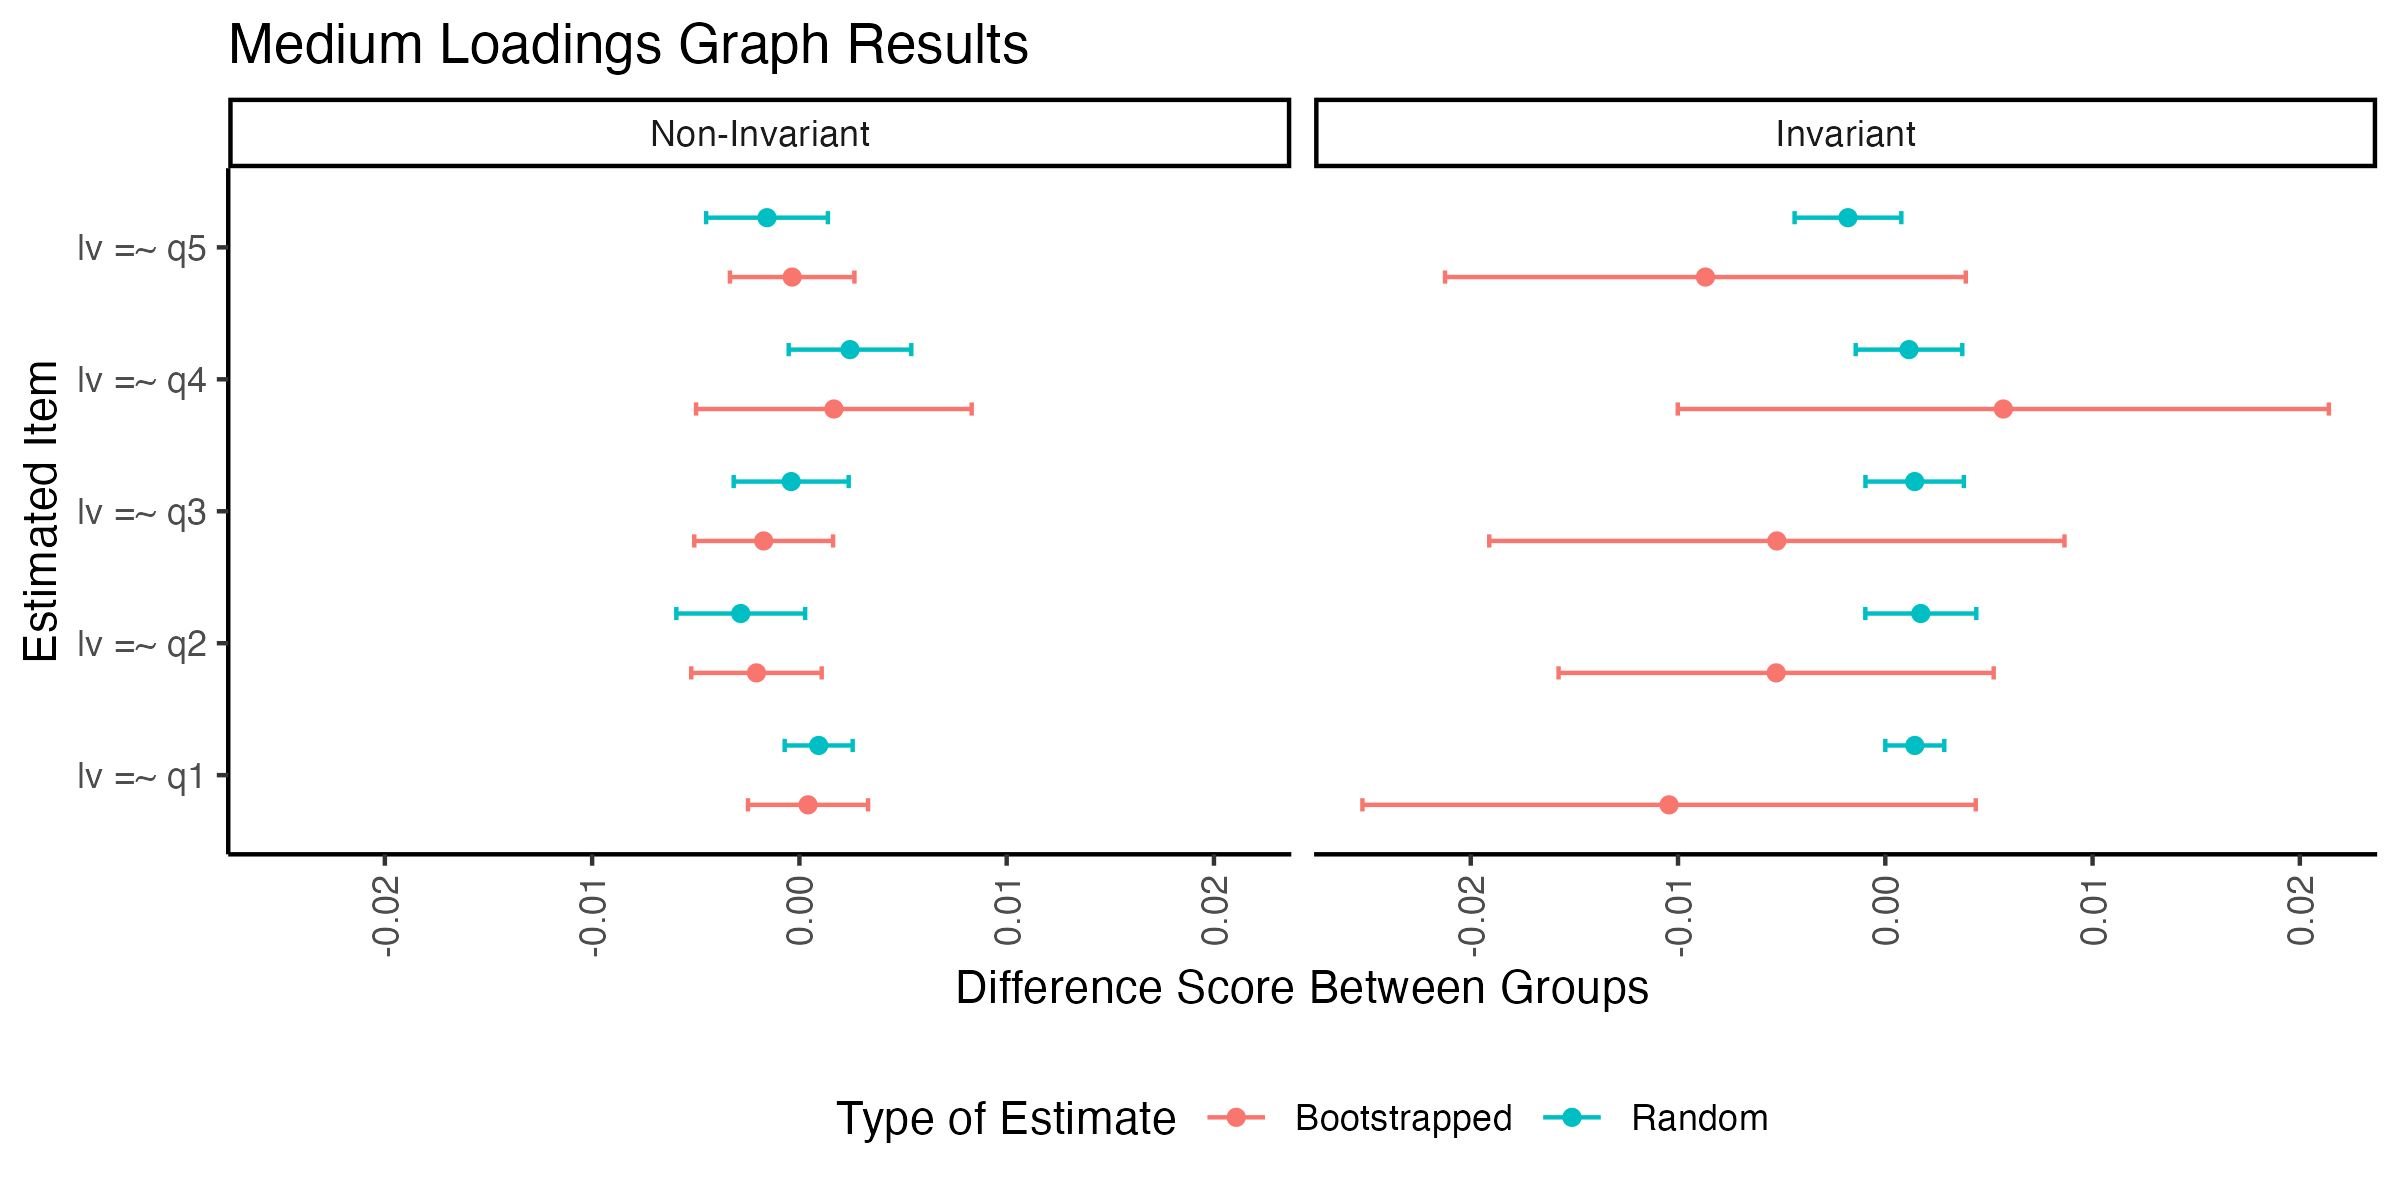 Medium Loadings Graph Results
Non-Invariant
Invariant
Estimated Item
lv =~ q5
lv =~ q4
lv =~ q3
lv =~ q2
lv =~ q1
-0.02 -0.01 0.00 0.01 0.02
-0.02 -0.01 0.00 0.01 0.02
Difference Score Between Groups
Type of Estimate Bootstrapped Random